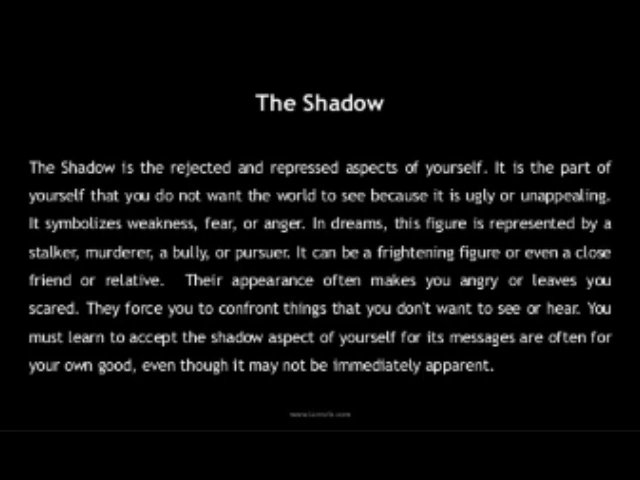 The Shadow
The Shadow is the rejected and repressed aspects of yourself. It is the part of
yourself that you do not want the world to see because it is ugly or unappealing.
It symbolizes weakness, fear, or anger. In dreams, this figure is represented by a
stalker, murderer, a bully, or pursuer. It can be a frightening figure or even a close
friend or relative. Their appearance often makes you angry or leaves you
scared. They force you to confront things that you don't want to see or hear. You
must learn to accept the shadow aspect of yourself for its messages are often for
your own good, even though it may not be immediately apparent.